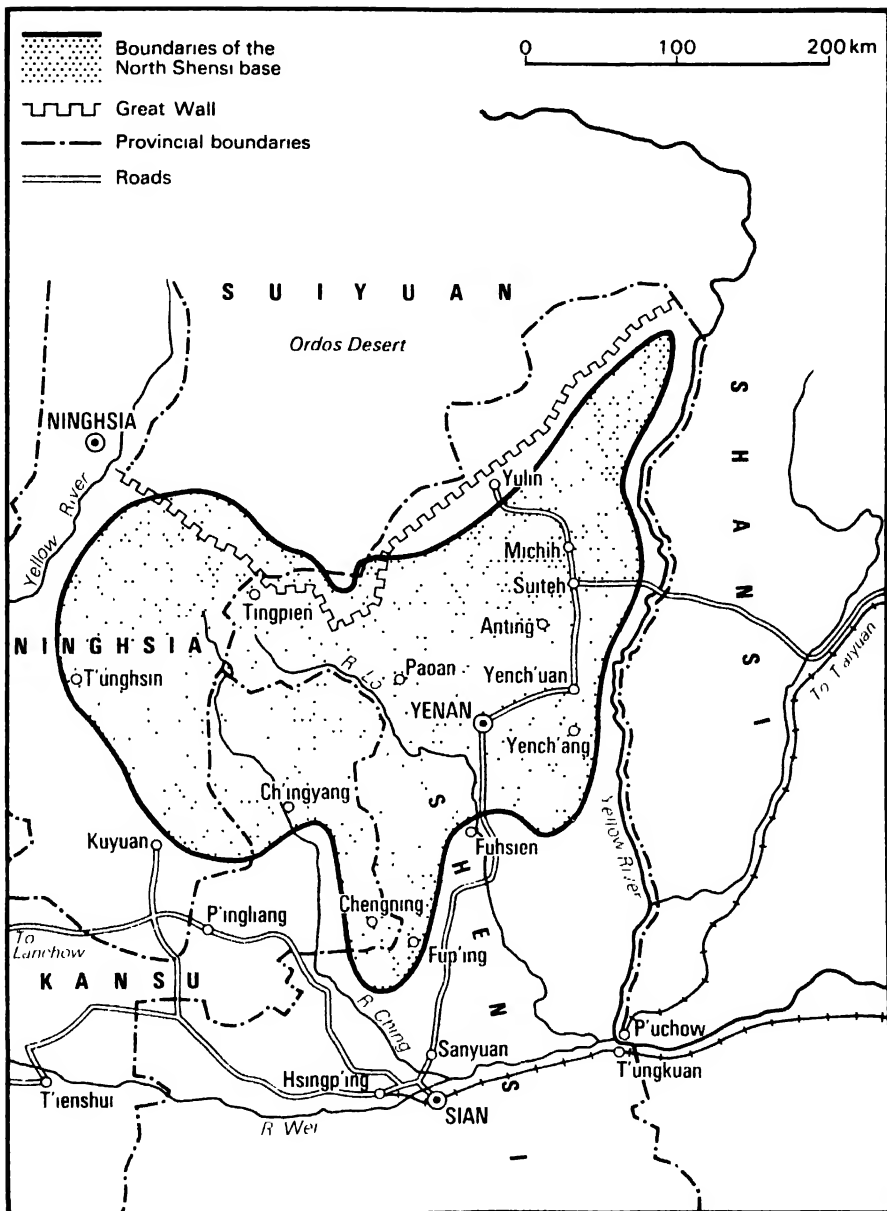 Boundaries of the
North Shensi base
Great Wall
Provincial boundaries
Roads
0 100 200 km
SUIYUAN
Ordos Desert
NINGHSIA
Yellow River
SHANSI
Yulin
Michih
Suiteh
Tingpien
Anting
NINGHSIA
T'unghsin
R Lo
Paoan
Yench'uan
To Taiyuan
YENAN
Yench'ang
Ch'ingyang
SHENSI
Yellow River
Kuyuan
Fuhsien
P'ingliang
Chengning
To
Lanchow
Fup'ing
KANSU
R Ching
P'uchow
Sanyuan
T'ungkuan
Hsingp'ing
T'ienshui
SIAN
R Wei